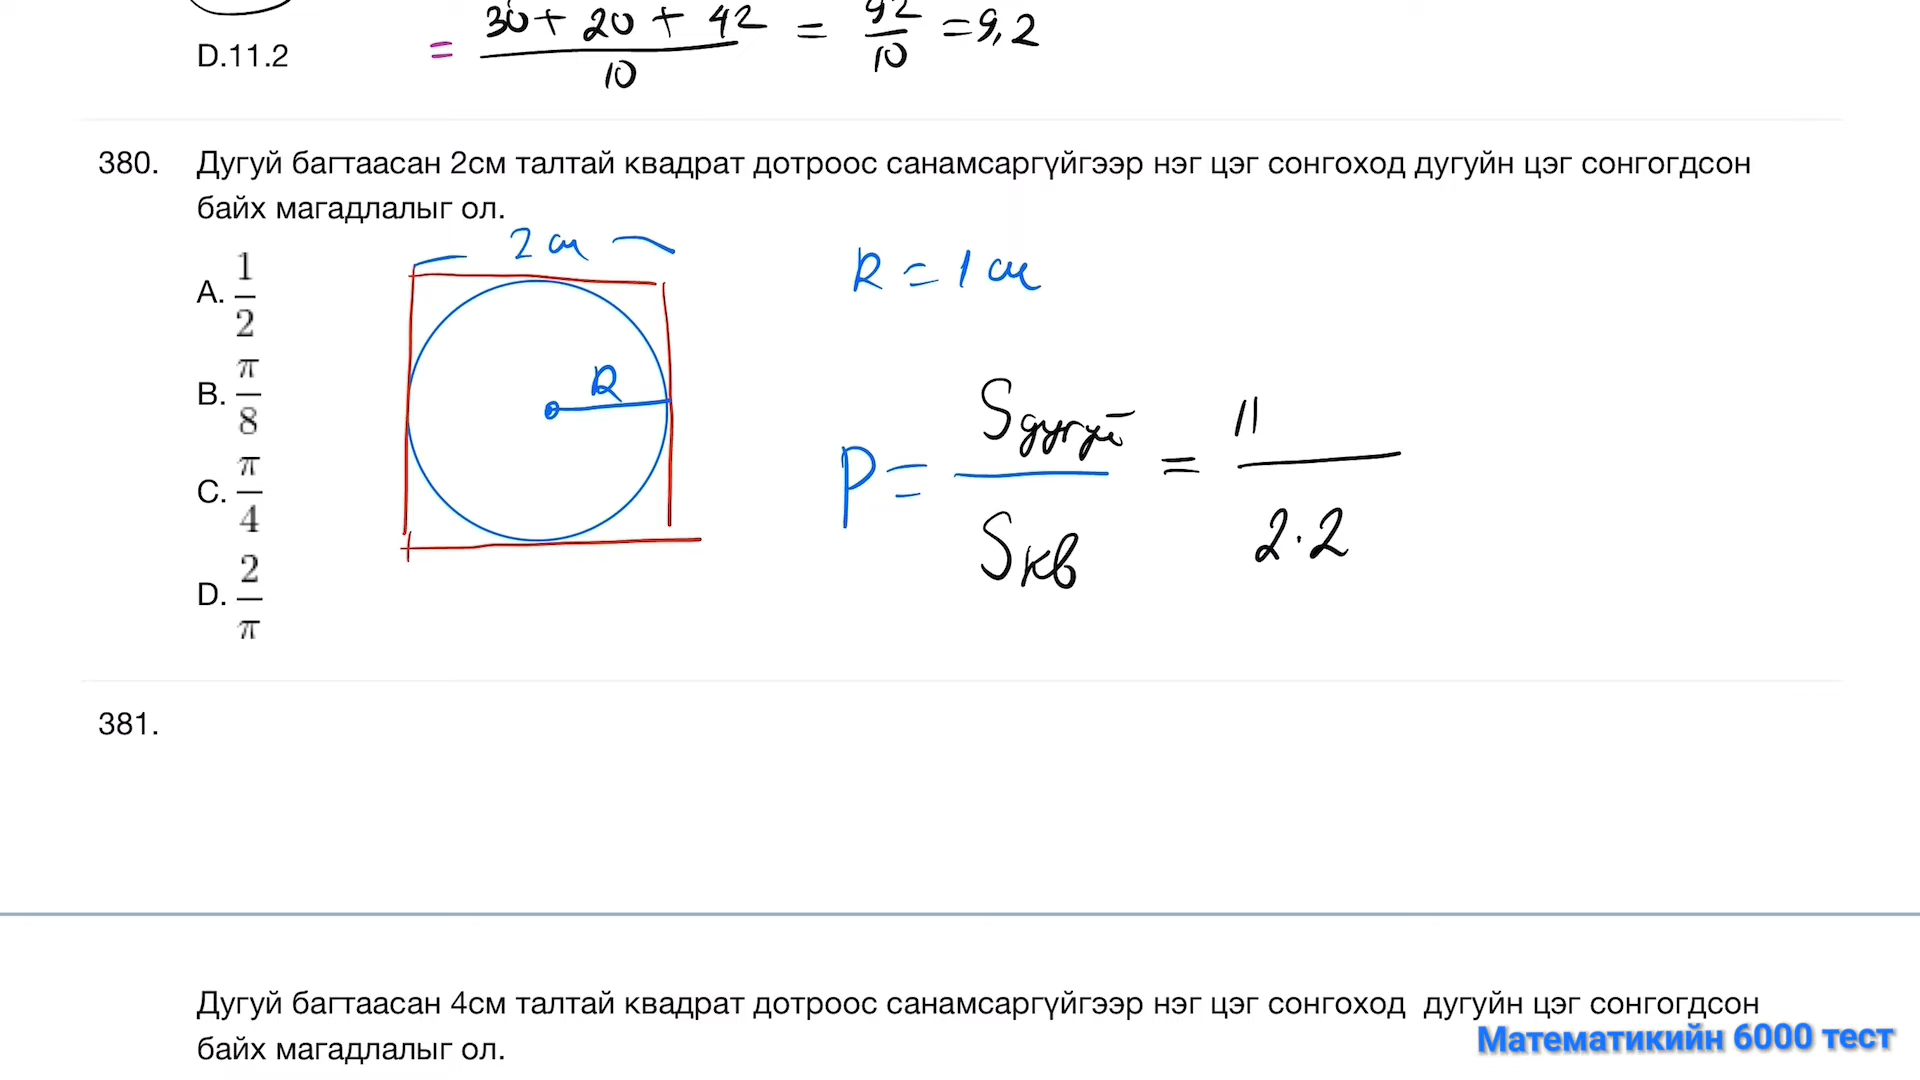 D.11.2
= 30 + 20 + 42 / 10 = 92 / 10 = 9,2
380. Дугуй багтаасан 2см талтай квадрат дотроос санамсаргүйгээр нэг цэг сонгоход дугуйн цэг сонгогдсон
байх магадлалыг ол.
2 см
R = 1 см
A. 1/2
B. π/8
R
C. π/4
P = Sдугуй / Sкв = π / 2·2
D. 2/π
381.
Дугуй багтаасан 4см талтай квадрат дотроос санамсаргүйгээр нэг цэг сонгоход дугуйн цэг сонгогдсон
байх магадлалыг ол.
Математикийн 6000 тест